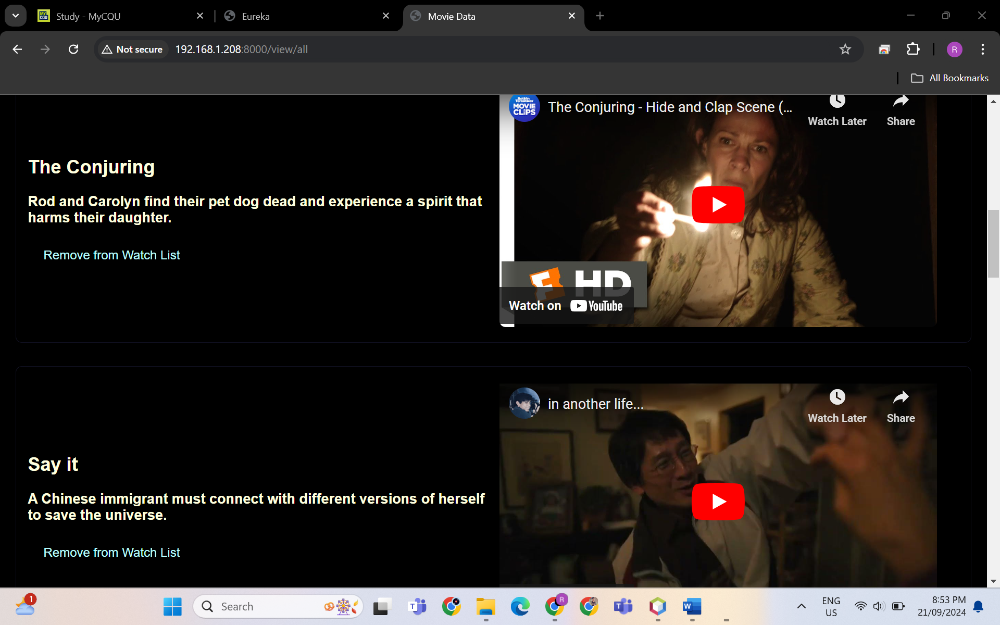 Study - MyCQU
Eureka
Movie Data
Not secure
192.168.1.208:8000/view/all
R
All Bookmarks
Rotten Tomatoes
MOVIE
CLIPS
The Conjuring - Hide and Clap Scene (...
Watch Later
Share
The Conjuring
Rod and Carolyn find their pet dog dead and experience a spirit that
harms their daughter.
Remove from Watch List
HD
Watch on YouTube
in another life...
Watch Later
Share
Say it
A Chinese immigrant must connect with different versions of herself
to save the universe.
Remove from Watch List
1
Search
T
R
T
W
ENG
US
8:53 PM
21/09/2024